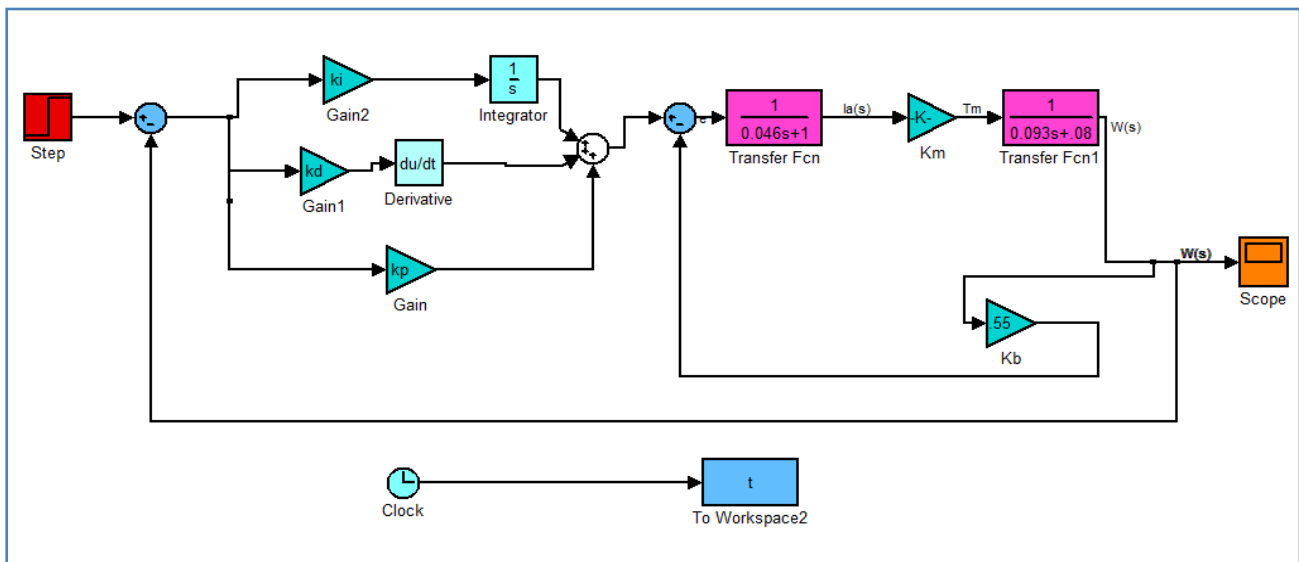 ki
Gain2
1
s
Integrator
Step
+-
kd
Gain1
du/dt
Derivative
+
+
+
kp
Gain
+-
e
1
0.046s+1
Transfer Fcn
Ia(s)
-K-
Km
Tm
1
0.093s+.08
Transfer Fcn1
W(s)
W(s)
Scope
.55
Kb
Clock
t
To Workspace2